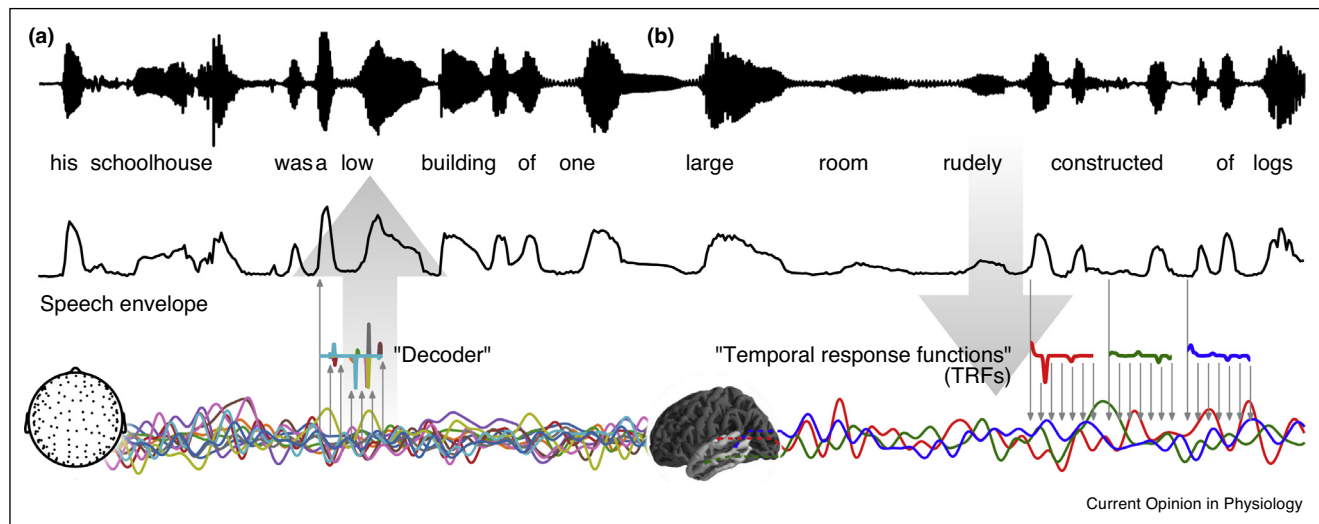 (a)
(b)
his schoolhouse was a low building of one large room rudely constructed of logs
Speech envelope
"Decoder"
"Temporal response functions"
(TRFs)
Current Opinion in Physiology